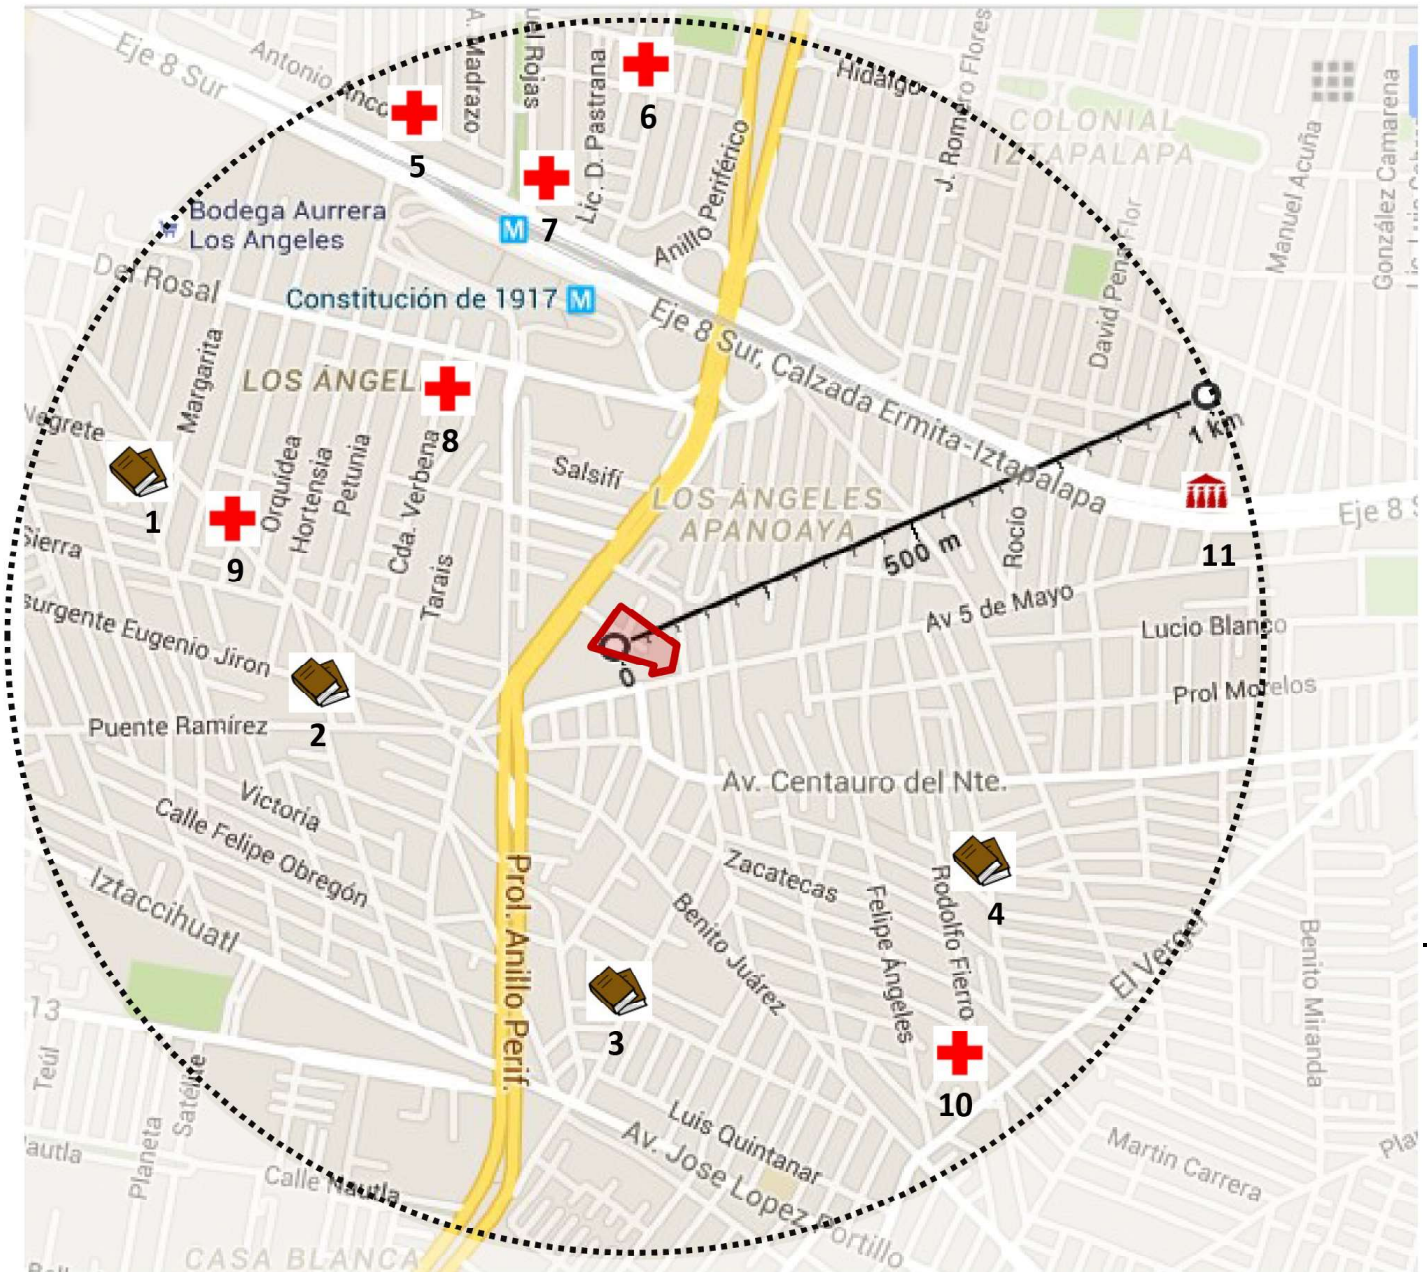 Eje 8 Sur
Antonio Anco
A. Madrazo
uel Rojas
Lic. D. Pastrana
6
5
7
Hidalgo
J. Romero Flores
COLONIAL
IZTAPALAPA
Manuel Acuña
González Camarena
Anillo Periférico
David Pena Flor
Bodega Aurrera
Los Angeles
M
Del Rosal
Constitución de 1917 M
Eje 8 Sur, Calzada Ermita-Iztapalapa
Margarita
LOS ÁNGEL
8
Negrete
1
Orquídea
Hortensia
Petunia
Cda. Verbena
Tarais
9
Salsifí
LOS ÁNGELES
APANOAYA
1 km
500 m
0
Rocío
Eje 8 S
11
Sierra
Av 5 de Mayo
Lucio Blanco
Prol Morelos
surgente Eugenio Jiron
2
Puente Ramírez
Av. Centauro del Nte.
Victoria
Calle Felipe Obregón
Iztaccihuatl
Prol. Anillo Perif.
Zacatecas
Benito Juárez
Felipe Ángeles
Rodolfo Fierro
4
El Vergel
Benito Miranda
3
10
13
Teúl
Satélite
Planeta
autla
Calle Nautla
Luis Quintanar
Av. Jose Lopez Portillo
Martin Carrera
Pla
CASA BLANCA